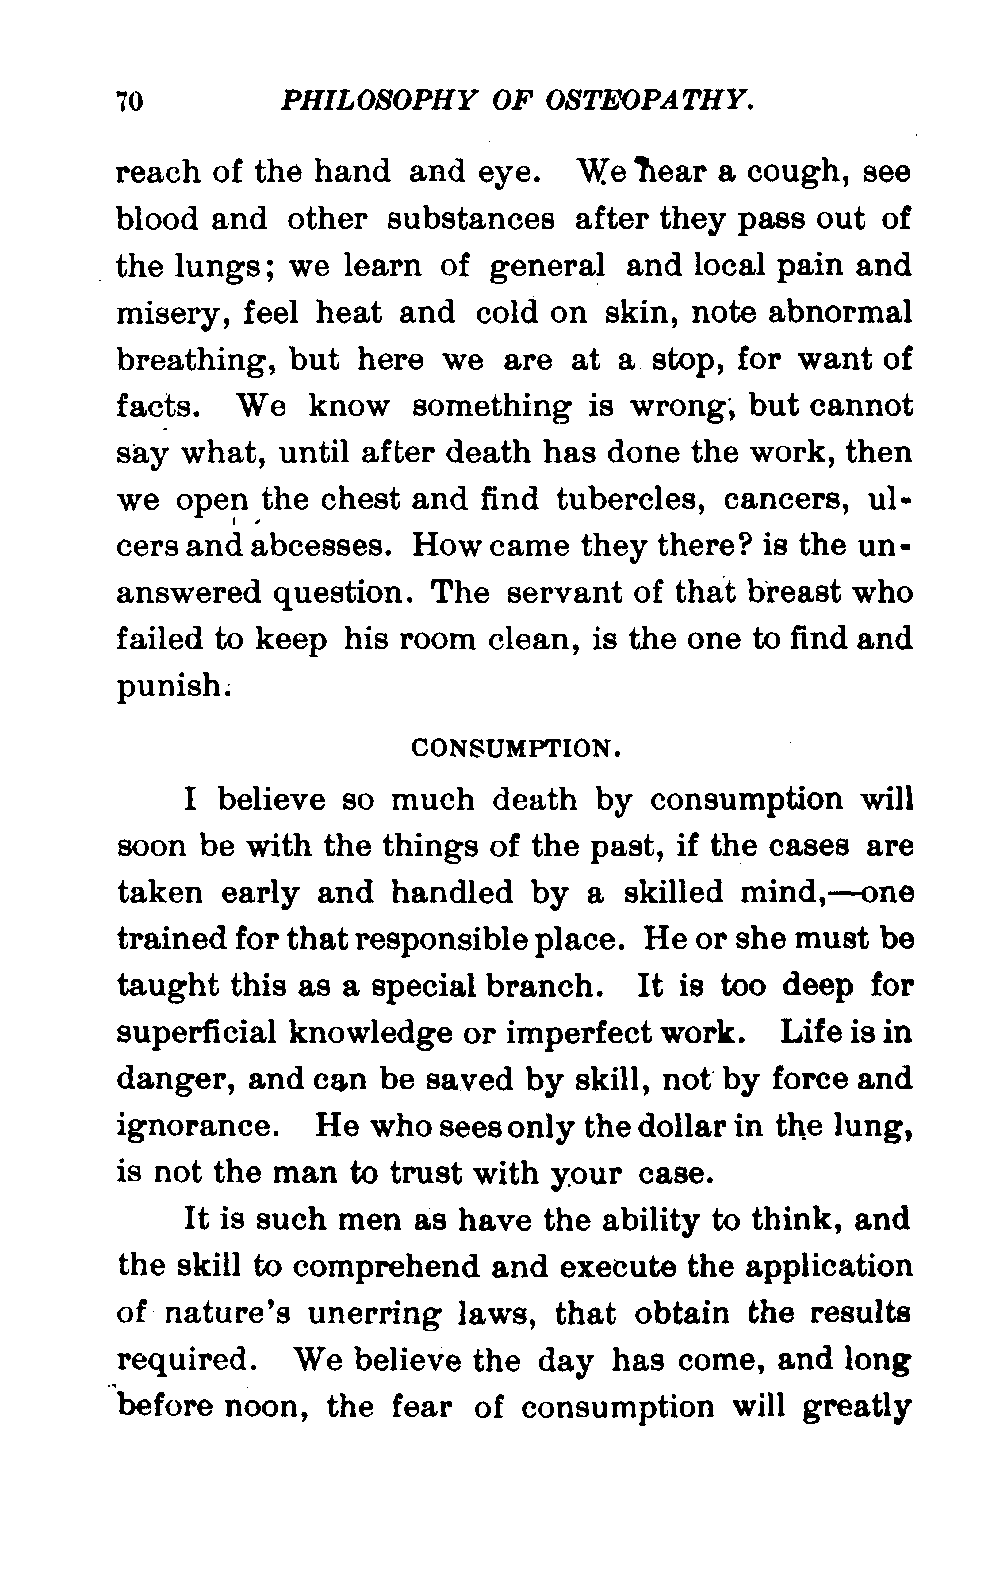 70 PHILOSOPHY OF OSTEOPATHY.
reach of the hand and eye. We hear a cough, see
blood and other substances after they pass out of
the lungs; we learn of general and local pain and
misery, feel heat and cold on skin, note abnormal
breathing, but here we are at a stop, for want of
facts. We know something is wrong, but cannot
say what, until after death has done the work, then
we open the chest and find tubercles, cancers, ul-
cers and abcesses. How came they there? is the un-
answered question. The servant of that breast who
failed to keep his room clean, is the one to find and
punish.
CONSUMPTION.
I believe so much death by consumption will
soon be with the things of the past, if the cases are
taken early and handled by a skilled mind,—one
trained for that responsible place. He or she must be
taught this as a special branch. It is too deep for
superficial knowledge or imperfect work. Life is in
danger, and can be saved by skill, not by force and
ignorance. He who sees only the dollar in the lung,
is not the man to trust with your case.
It is such men as have the ability to think, and
the skill to comprehend and execute the application
of nature's unerring laws, that obtain the results
required. We believe the day has come, and long
before noon, the fear of consumption will greatly